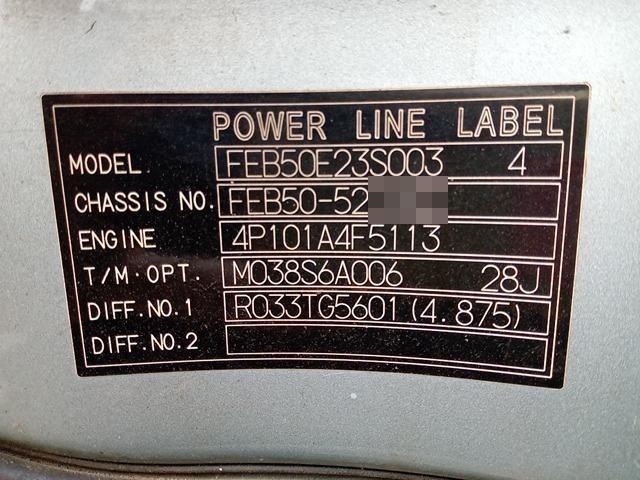 POWER LINE LABEL
MODEL FEB50E23S003 4
CHASSIS NO. FEB50-52
ENGINE 4P101A4F5113
T/M·OPT. M038S6A006 28J
DIFF.NO.1 R033TG5601(4.875)
DIFF.NO.2